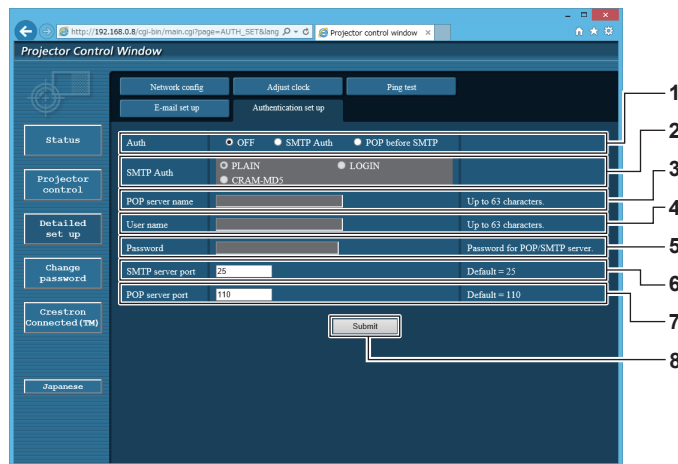 http://192.168.0.8/cgi-bin/main.cgi?page=AUTH_SET&lang
Projector control window
Projector Control Window
Network config Adjust clock Ping test
E-mail set up Authentication set up
1
Status
Auth OFF SMTP Auth POP before SMTP
2
SMTP Auth PLAIN LOGIN
CRAM-MD5
Projector
control
3
POP server name Up to 63 characters.
4
Detailed
set up
User name Up to 63 characters.
5
Password Password for POP/SMTP server.
6
Change
password
SMTP server port 25 Default = 25
7
POP server port 110 Default = 110
Crestron
Connected(TM)
Submit
8
Japanese